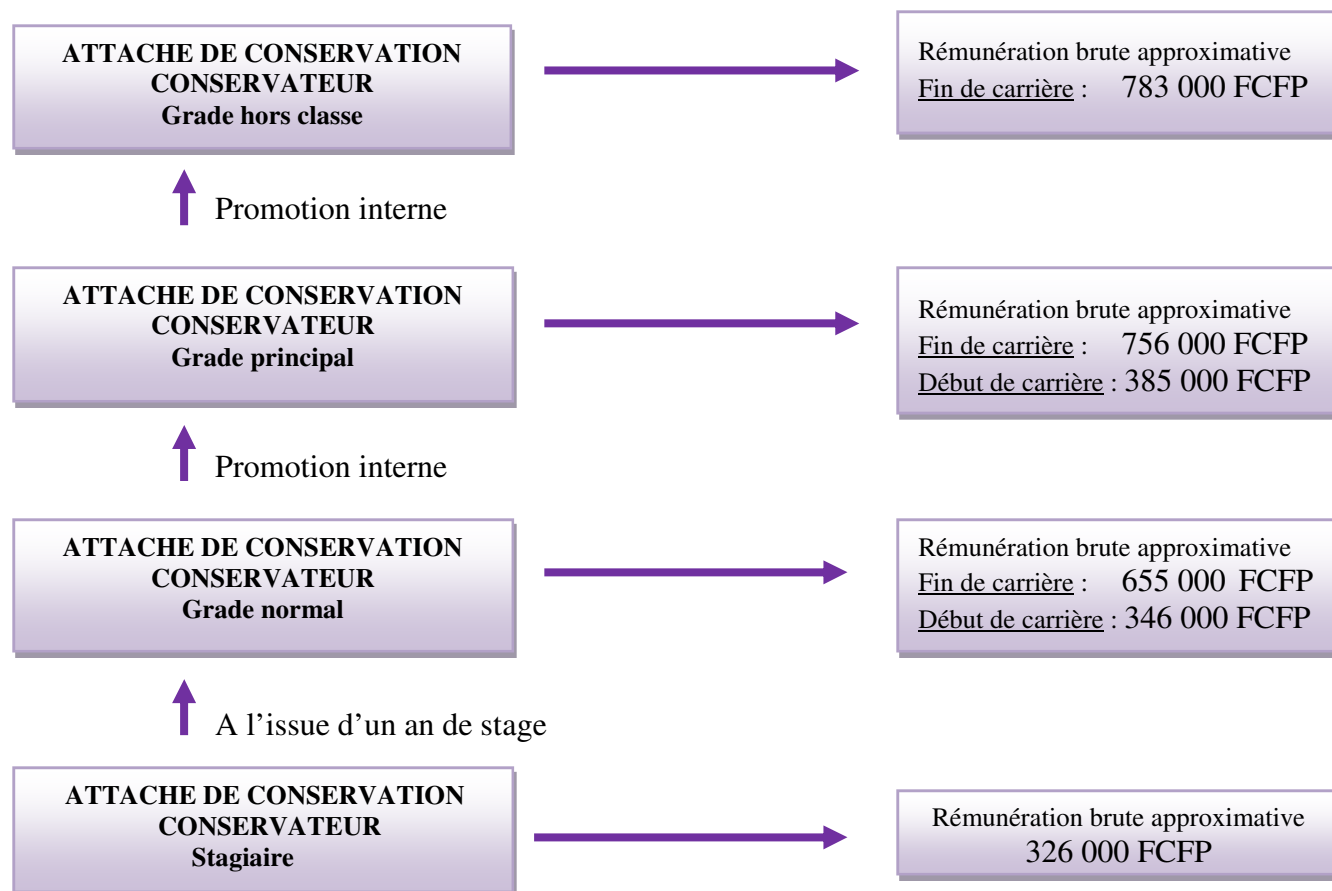 ATTACHE DE CONSERVATION
CONSERVATEUR
Grade hors classe
Rémunération brute approximative
Fin de carrière : 783 000 FCFP
Promotion interne
ATTACHE DE CONSERVATION
CONSERVATEUR
Grade principal
Rémunération brute approximative
Fin de carrière : 756 000 FCFP
Début de carrière : 385 000 FCFP
Promotion interne
ATTACHE DE CONSERVATION
CONSERVATEUR
Grade normal
Rémunération brute approximative
Fin de carrière : 655 000 FCFP
Début de carrière : 346 000 FCFP
A l’issue d’un an de stage
ATTACHE DE CONSERVATION
CONSERVATEUR
Stagiaire
Rémunération brute approximative
326 000 FCFP